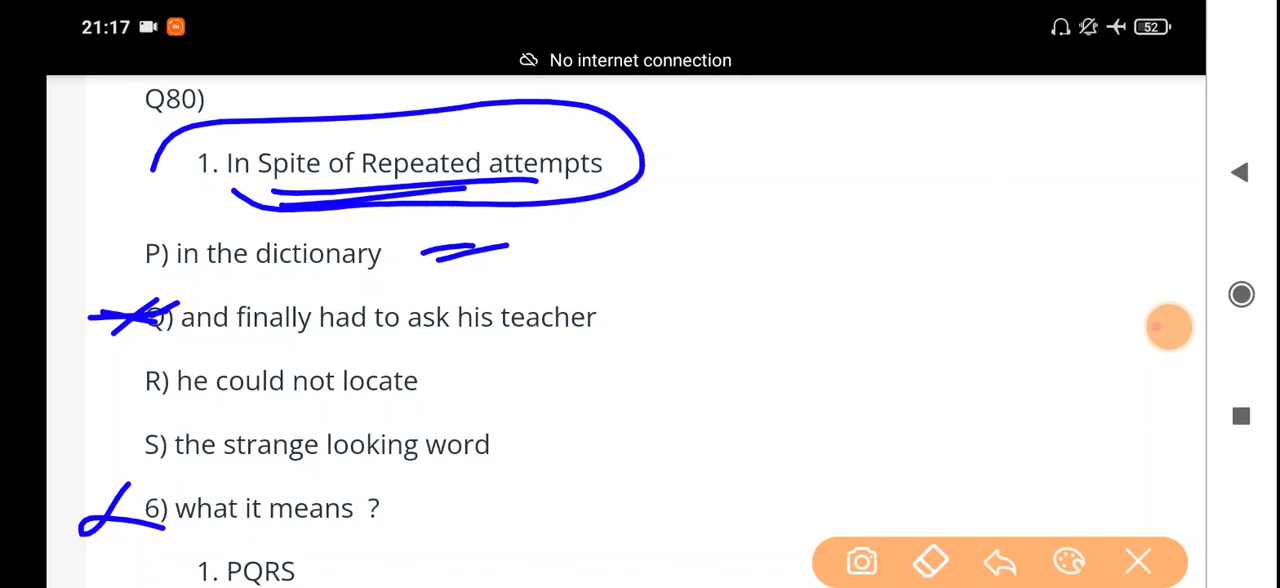 21:17
52
No internet connection
Q80)
1. In Spite of Repeated attempts
P) in the dictionary
Q) and finally had to ask his teacher
R) he could not locate
S) the strange looking word
6) what it means ?
1. PQRS